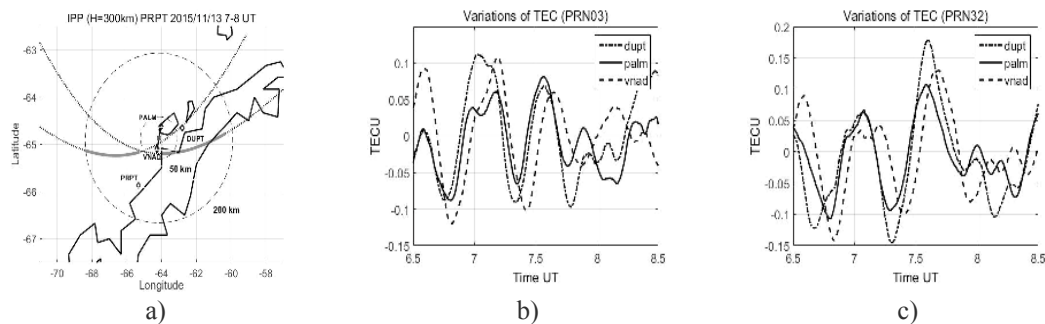 IPP (H=300km) PRPT 2015/11/13 7-8 UT
-63
-64
-65
-66
-67
Latitude
PALM
DUPT
VNAD
50 km
PRPT
200 km
-70
-68
-66
-64
-62
-60
-58
Longitude
a)
Variations of TEC (PRN03)
dupt
palm
vnad
0.1
0.05
0
-0.05
-0.1
-0.15
TECU
6.5
7
7.5
8
8.5
Time UT
b)
Variations of TEC (PRN32)
dupt
palm
vnad
0.2
0.15
0.1
0.05
0
-0.05
-0.1
-0.15
TECU
6.5
7
7.5
8
8.5
Time UT
c)